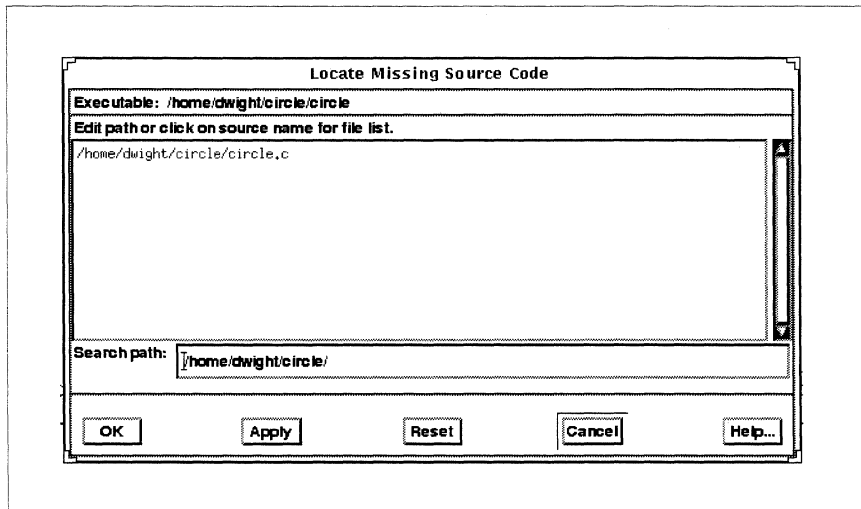 Locate Missing Source Code
Executable: /home/dwight/circle/circle
Edit path or click on source name for file list.
/home/dwight/circle/circle.c
Search path: /home/dwight/circle/
OK Apply Reset Cancel Help...